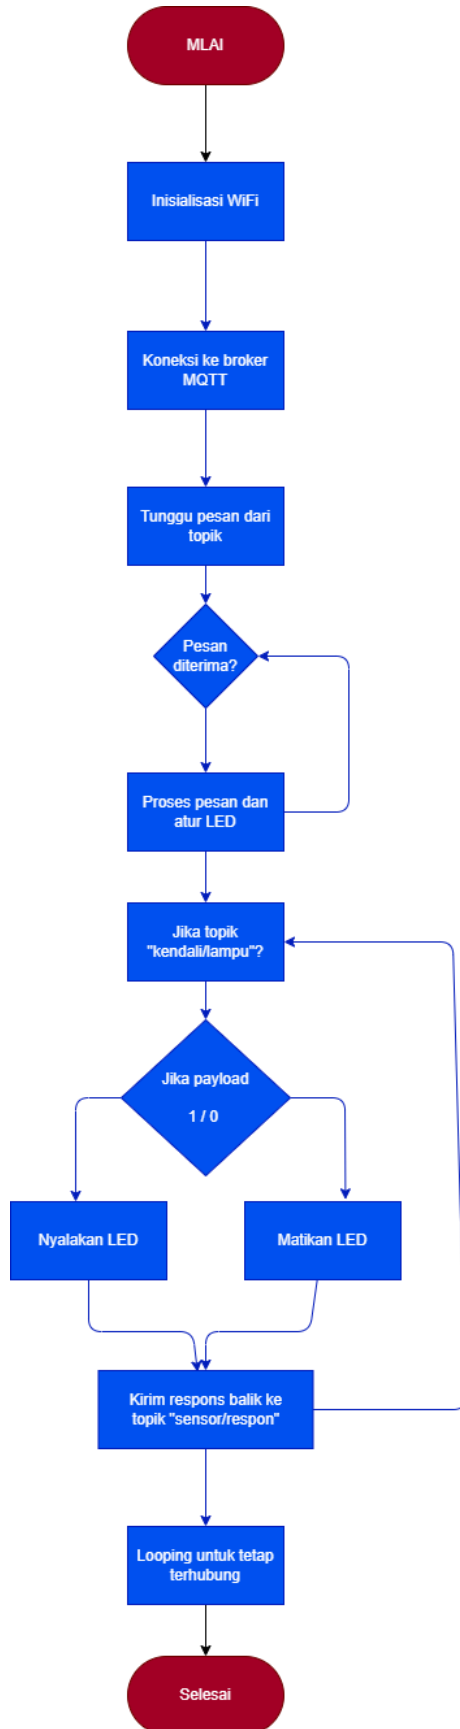 MLAI
Inisialisasi WiFi
Koneksi ke broker
MQTT
Tunggu pesan dari
topik
Pesan
diterima?
Proses pesan dan
atur LED
Jika topik
"kendali/lampu"?
Jika payload
1 / 0
Nyalakan LED
Matikan LED
Kirim respons balik ke
topik "sensor/respon"
Looping untuk tetap
terhubung
Selesai